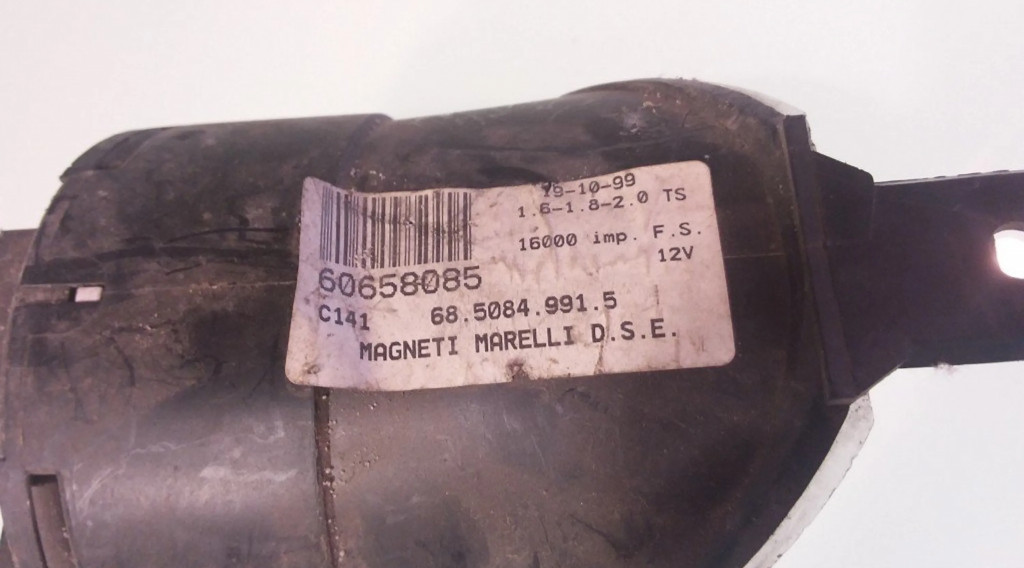 19-10-99
1.6-1.8-2.0 TS
16000 imp. F.S.
12V
60658085
C141 68.5084.991.5
MAGNETI MARELLI D.S.E.